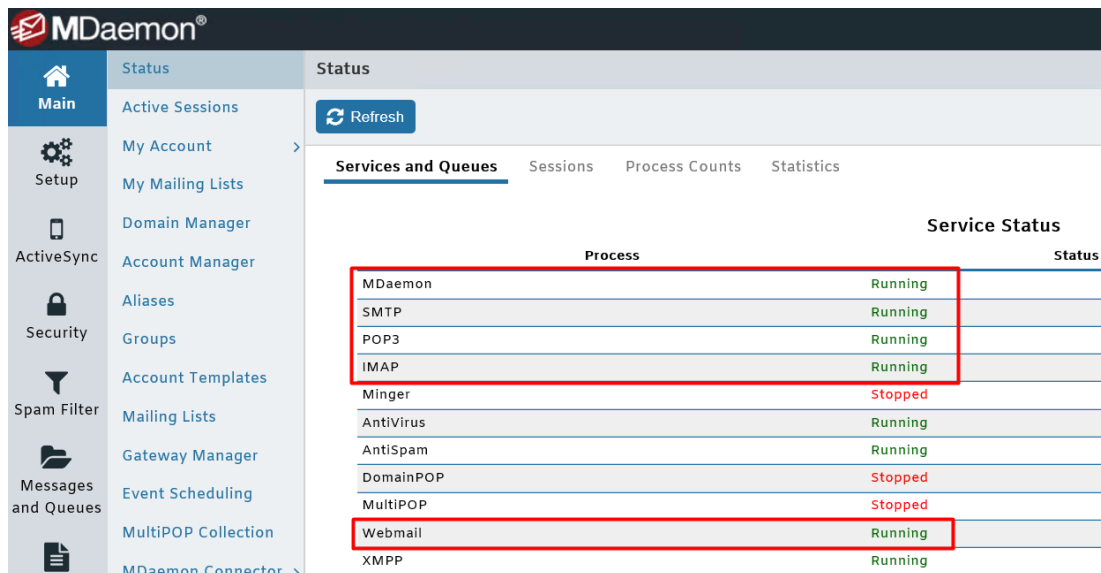 MDaemon®
Main
Setup
ActiveSync
Security
Spam Filter
Messages
and Queues
Status
Active Sessions
My Account
My Mailing Lists
Domain Manager
Account Manager
Aliases
Groups
Account Templates
Mailing Lists
Gateway Manager
Event Scheduling
MultiPOP Collection
MDaemon Connector
Status
Refresh
Services and Queues Sessions Process Counts Statistics
Service Status
Process Status
MDaemon Running
SMTP Running
POP3 Running
IMAP Running
Minger Stopped
AntiVirus Running
AntiSpam Running
DomainPOP Stopped
MultiPOP Stopped
Webmail Running
XMPP Running